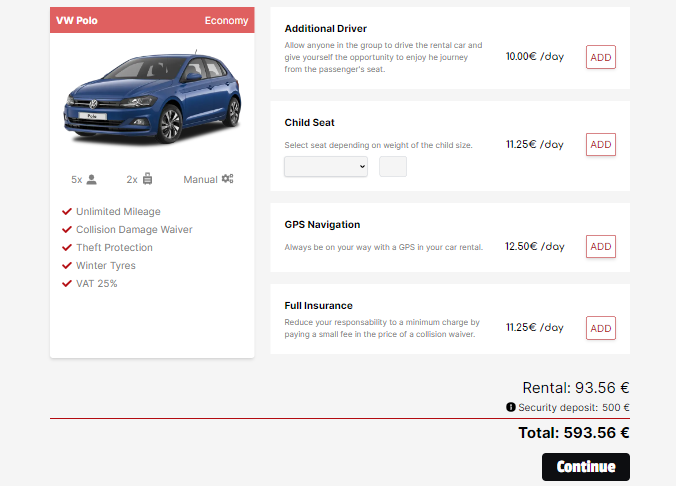 VW Polo
Economy
Polo
5x
2x
Manual
Unlimited Mileage
Collision Damage Waiver
Theft Protection
Winter Tyres
VAT 25%
Additional Driver
Allow anyone in the group to drive the rental car and
give yourself the opportunity to enjoy he journey
from the passenger's seat.
10.00€ /day
ADD
Child Seat
Select seat depending on weight of the child size.
11.25€ /day
ADD
GPS Navigation
Always be on your way with a GPS in your car rental.
12.50€ /day
ADD
Full Insurance
Reduce your responsability to a minimum charge by
paying a small fee in the price of a collision waiver.
11.25€ /day
ADD
Rental: 93.56 €
Security deposit: 500 €
Total: 593.56 €
Continue